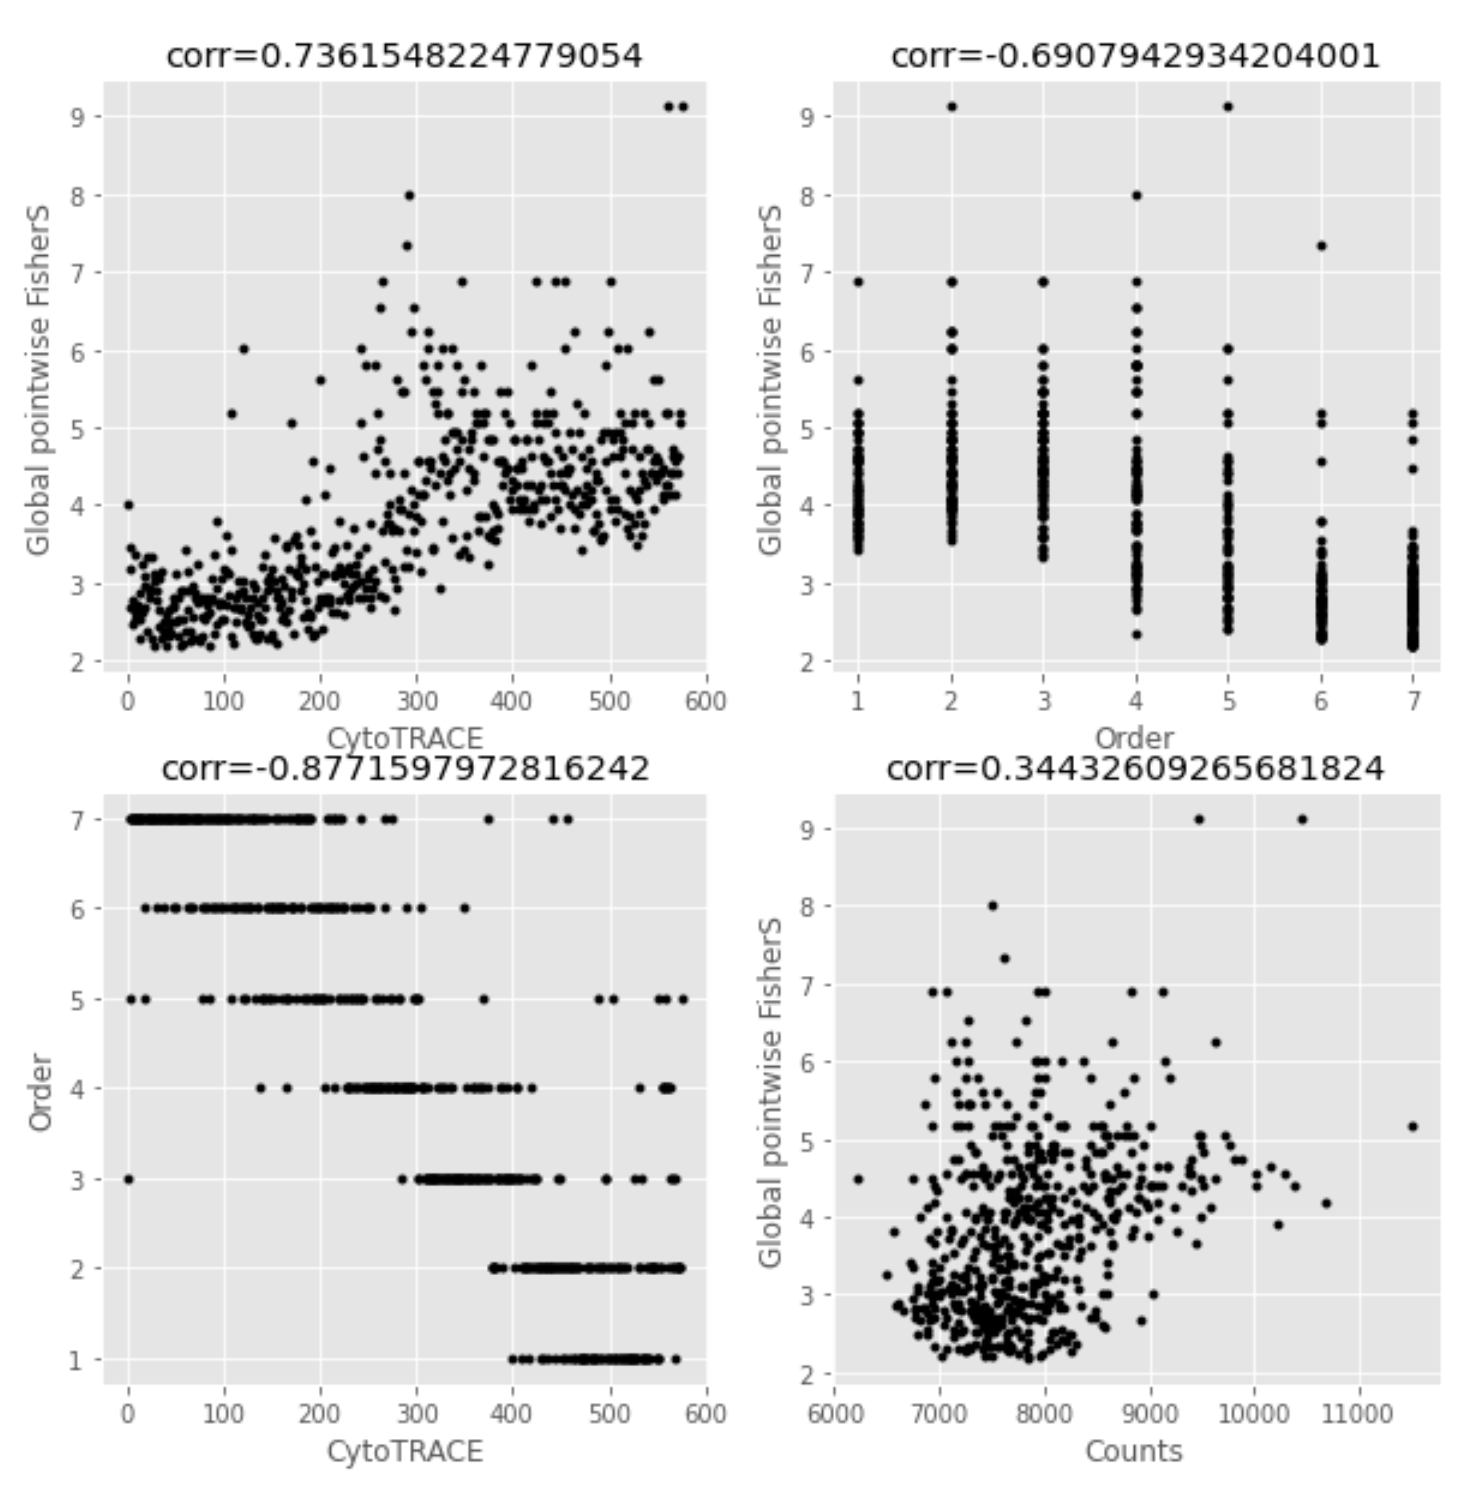 corr=0.7361548224779054
Global pointwise FisherS
9
8
7
6
5
4
3
2
0 100 200 300 400 500 600
CytoTRACE
corr=-0.6907942934204001
Global pointwise FisherS
9
8
7
6
5
4
3
2
1 2 3 4 5 6 7
Order
corr=-0.8771597972816242
Order
7
6
5
4
3
2
1
0 100 200 300 400 500 600
CytoTRACE
corr=0.34432609265681824
Global pointwise FisherS
9
8
7
6
5
4
3
2
6000 7000 8000 9000 10000 11000
Counts